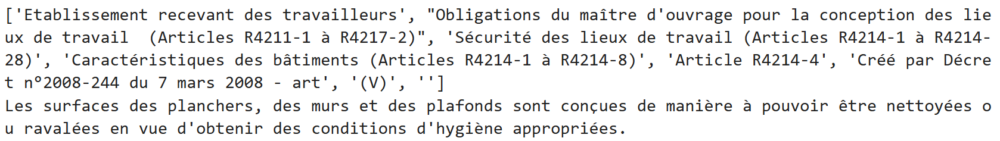 ['Etablissement recevant des travailleurs', "Obligations du maître d'ouvrage pour la conception des lie
ux de travail  (Articles R4211-1 à R4217-2)", 'Sécurité des lieux de travail (Articles R4214-1 à R4214-
28)', 'Caractéristiques des bâtiments (Articles R4214-1 à R4214-8)', 'Article R4214-4', 'Créé par Décre
t n°2008-244 du 7 mars 2008 - art', '(V)', '']
Les surfaces des planchers, des murs et des plafonds sont conçues de manière à pouvoir être nettoyées o
u ravalées en vue d'obtenir des conditions d'hygiène appropriées.